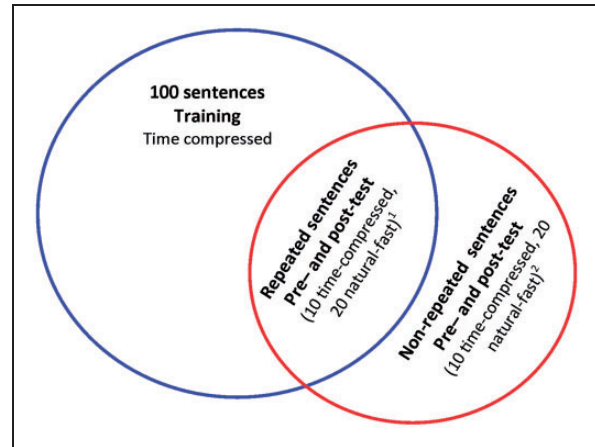 100 sentences
Training
Time compressed
Repeated sentences
Pre– and post-test
(10 time-compressed,
20 natural-fast)¹
Non-repeated sentences
Pre– and post-test
(10 time-compressed, 20
natural-fast)²